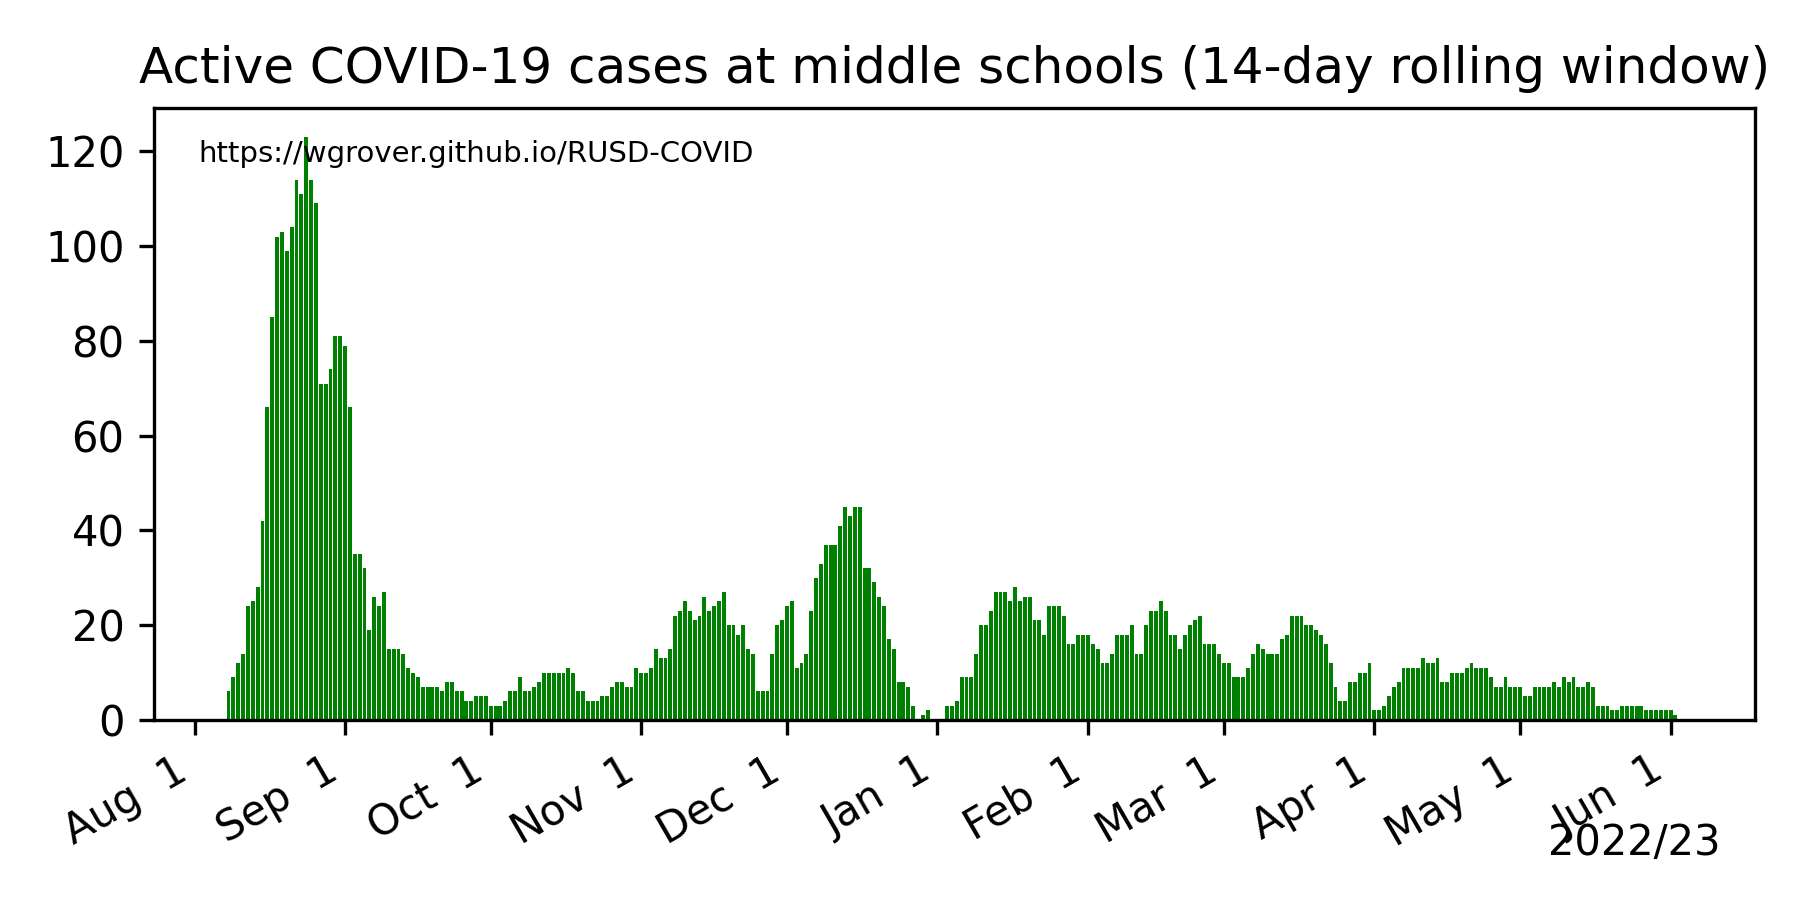 Active COVID-19 cases at middle schools (14-day rolling window)
https://wgrover.github.io/RUSD-COVID
120
100
80
60
40
20
0
Aug 1
Sep 1
Oct 1
Nov 1
Dec 1
Jan 1
Feb 1
Mar 1
Apr 1
May 1
Jun 1
2022/23